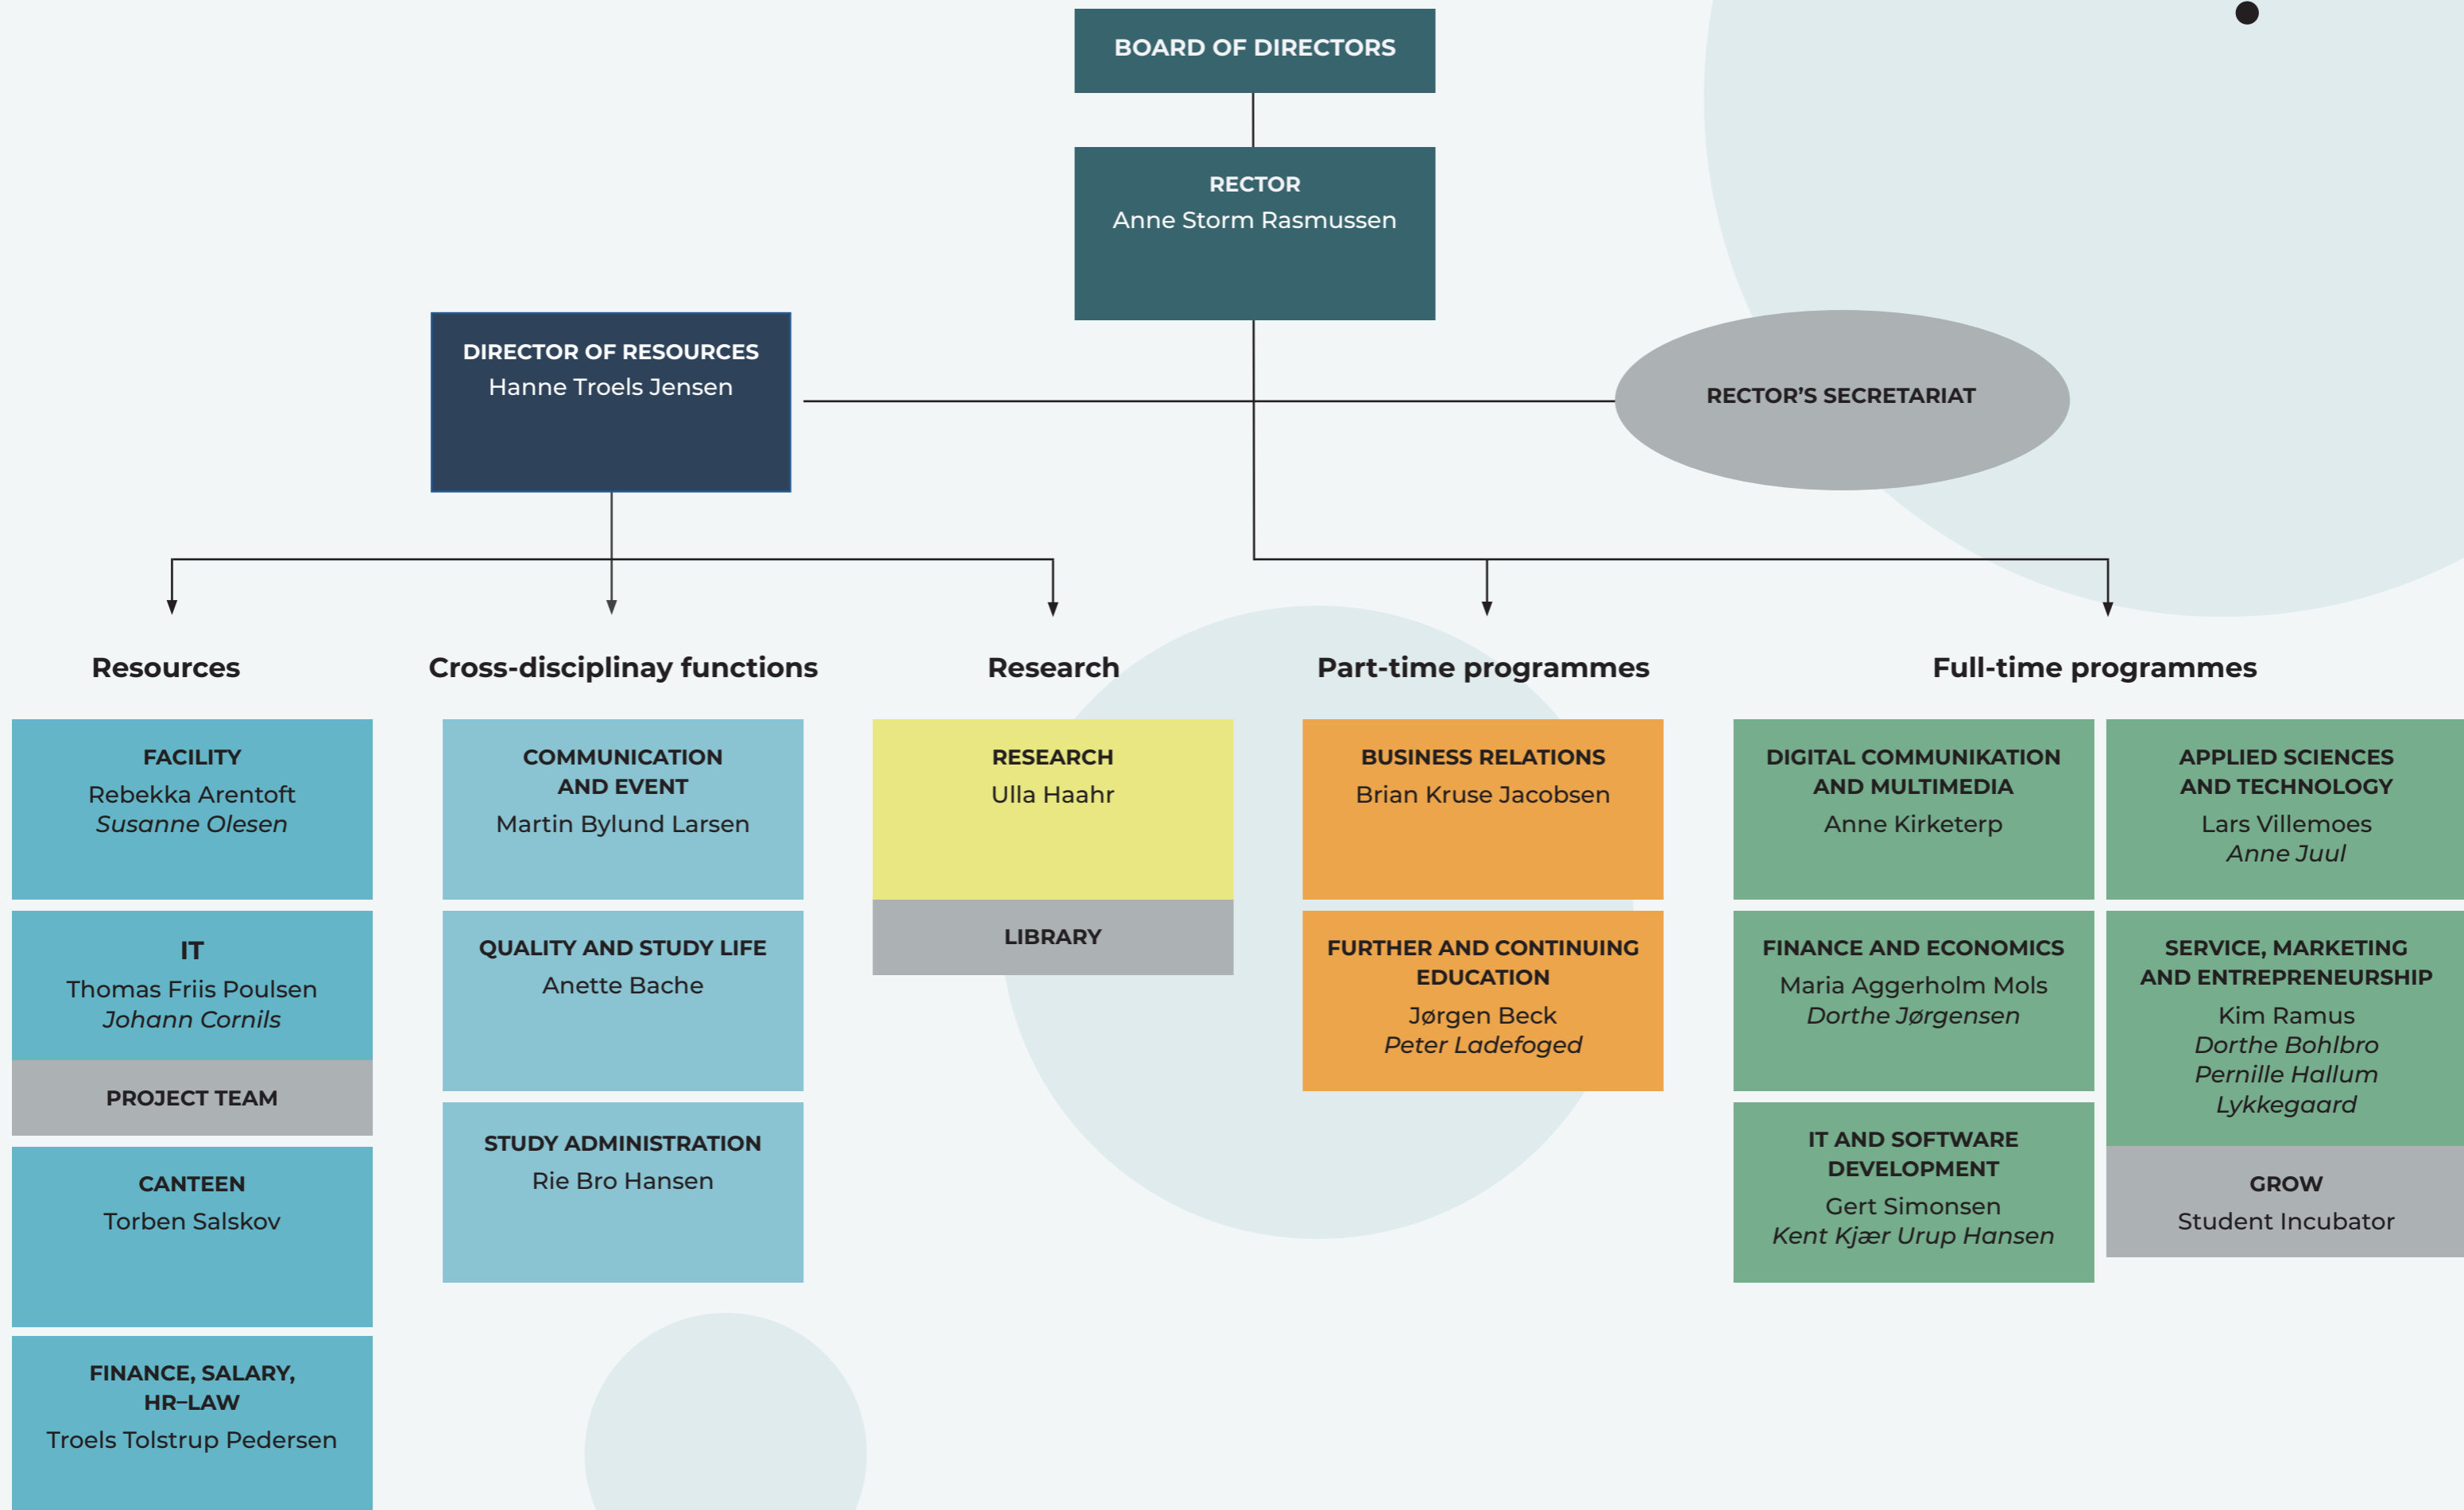 BOARD OF DIRECTORS
RECTOR
Anne Storm Rasmussen
DIRECTOR OF RESOURCES
Hanne Troels Jensen
RECTOR’S SECRETARIAT
Resources
FACILITY
Rebekka Arentoft
Susanne Olesen
IT
Thomas Friis Poulsen
Johann Cornils
PROJECT TEAM
CANTEEN
Torben Salskov
FINANCE, SALARY,
HR–LAW
Troels Tolstrup Pedersen
Cross-disciplinay functions
COMMUNICATION
AND EVENT
Martin Bylund Larsen
QUALITY AND STUDY LIFE
Anette Bache
STUDY ADMINISTRATION
Rie Bro Hansen
Research
RESEARCH
Ulla Haahr
LIBRARY
Part-time programmes
BUSINESS RELATIONS
Brian Kruse Jacobsen
FURTHER AND CONTINUING
EDUCATION
Jørgen Beck
Peter Ladefoged
Full-time programmes
DIGITAL COMMUNIKATION
AND MULTIMEDIA
Anne Kirketerp
FINANCE AND ECONOMICS
Maria Aggerholm Mols
Dorthe Jørgensen
IT AND SOFTWARE
DEVELOPMENT
Gert Simonsen
Kent Kjær Urup Hansen
APPLIED SCIENCES
AND TECHNOLOGY
Lars Villemoes
Anne Juul
SERVICE, MARKETING
AND ENTREPRENEURSHIP
Kim Ramus
Dorthe Bohlbro
Pernille Hallum
Lykkegaard
GROW
Student Incubator